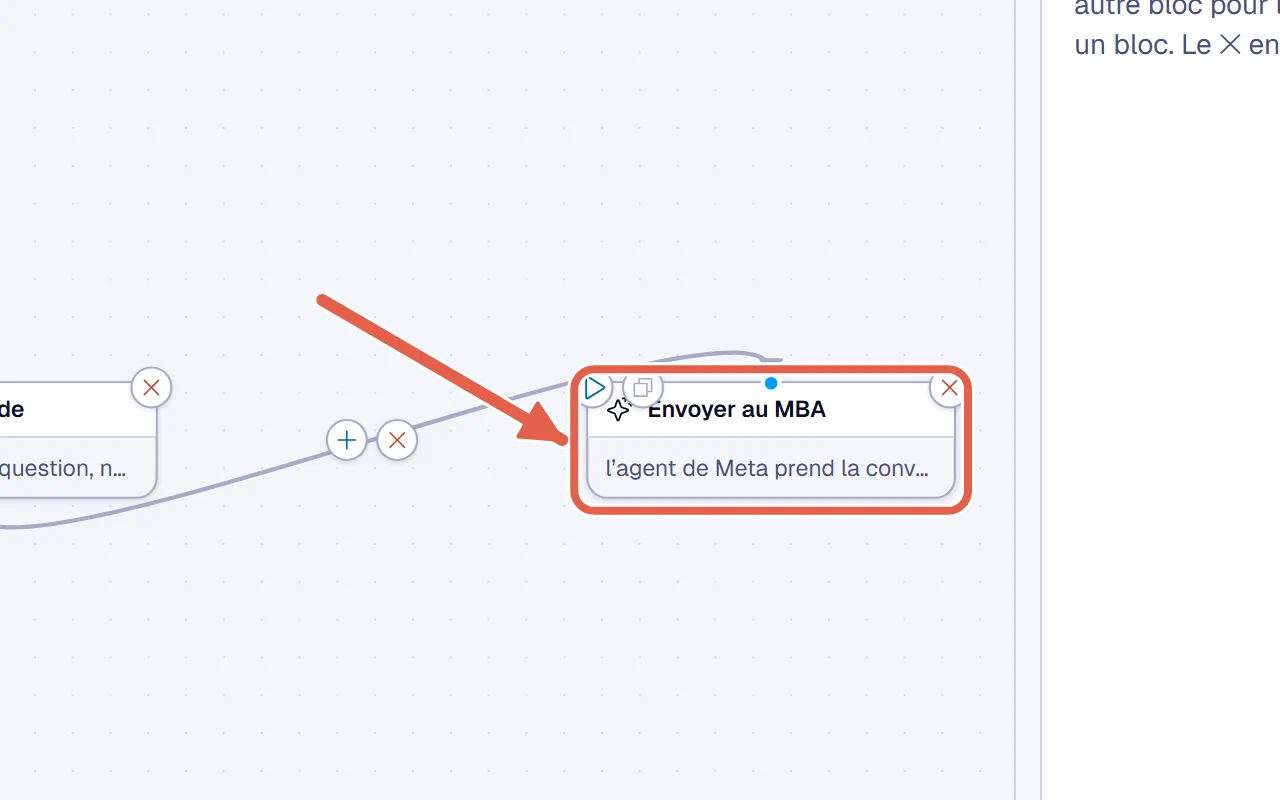 autre bloc pour
un bloc. Le × en
de
Envoyer au MBA
question, n…
l’agent de Meta prend la conv…